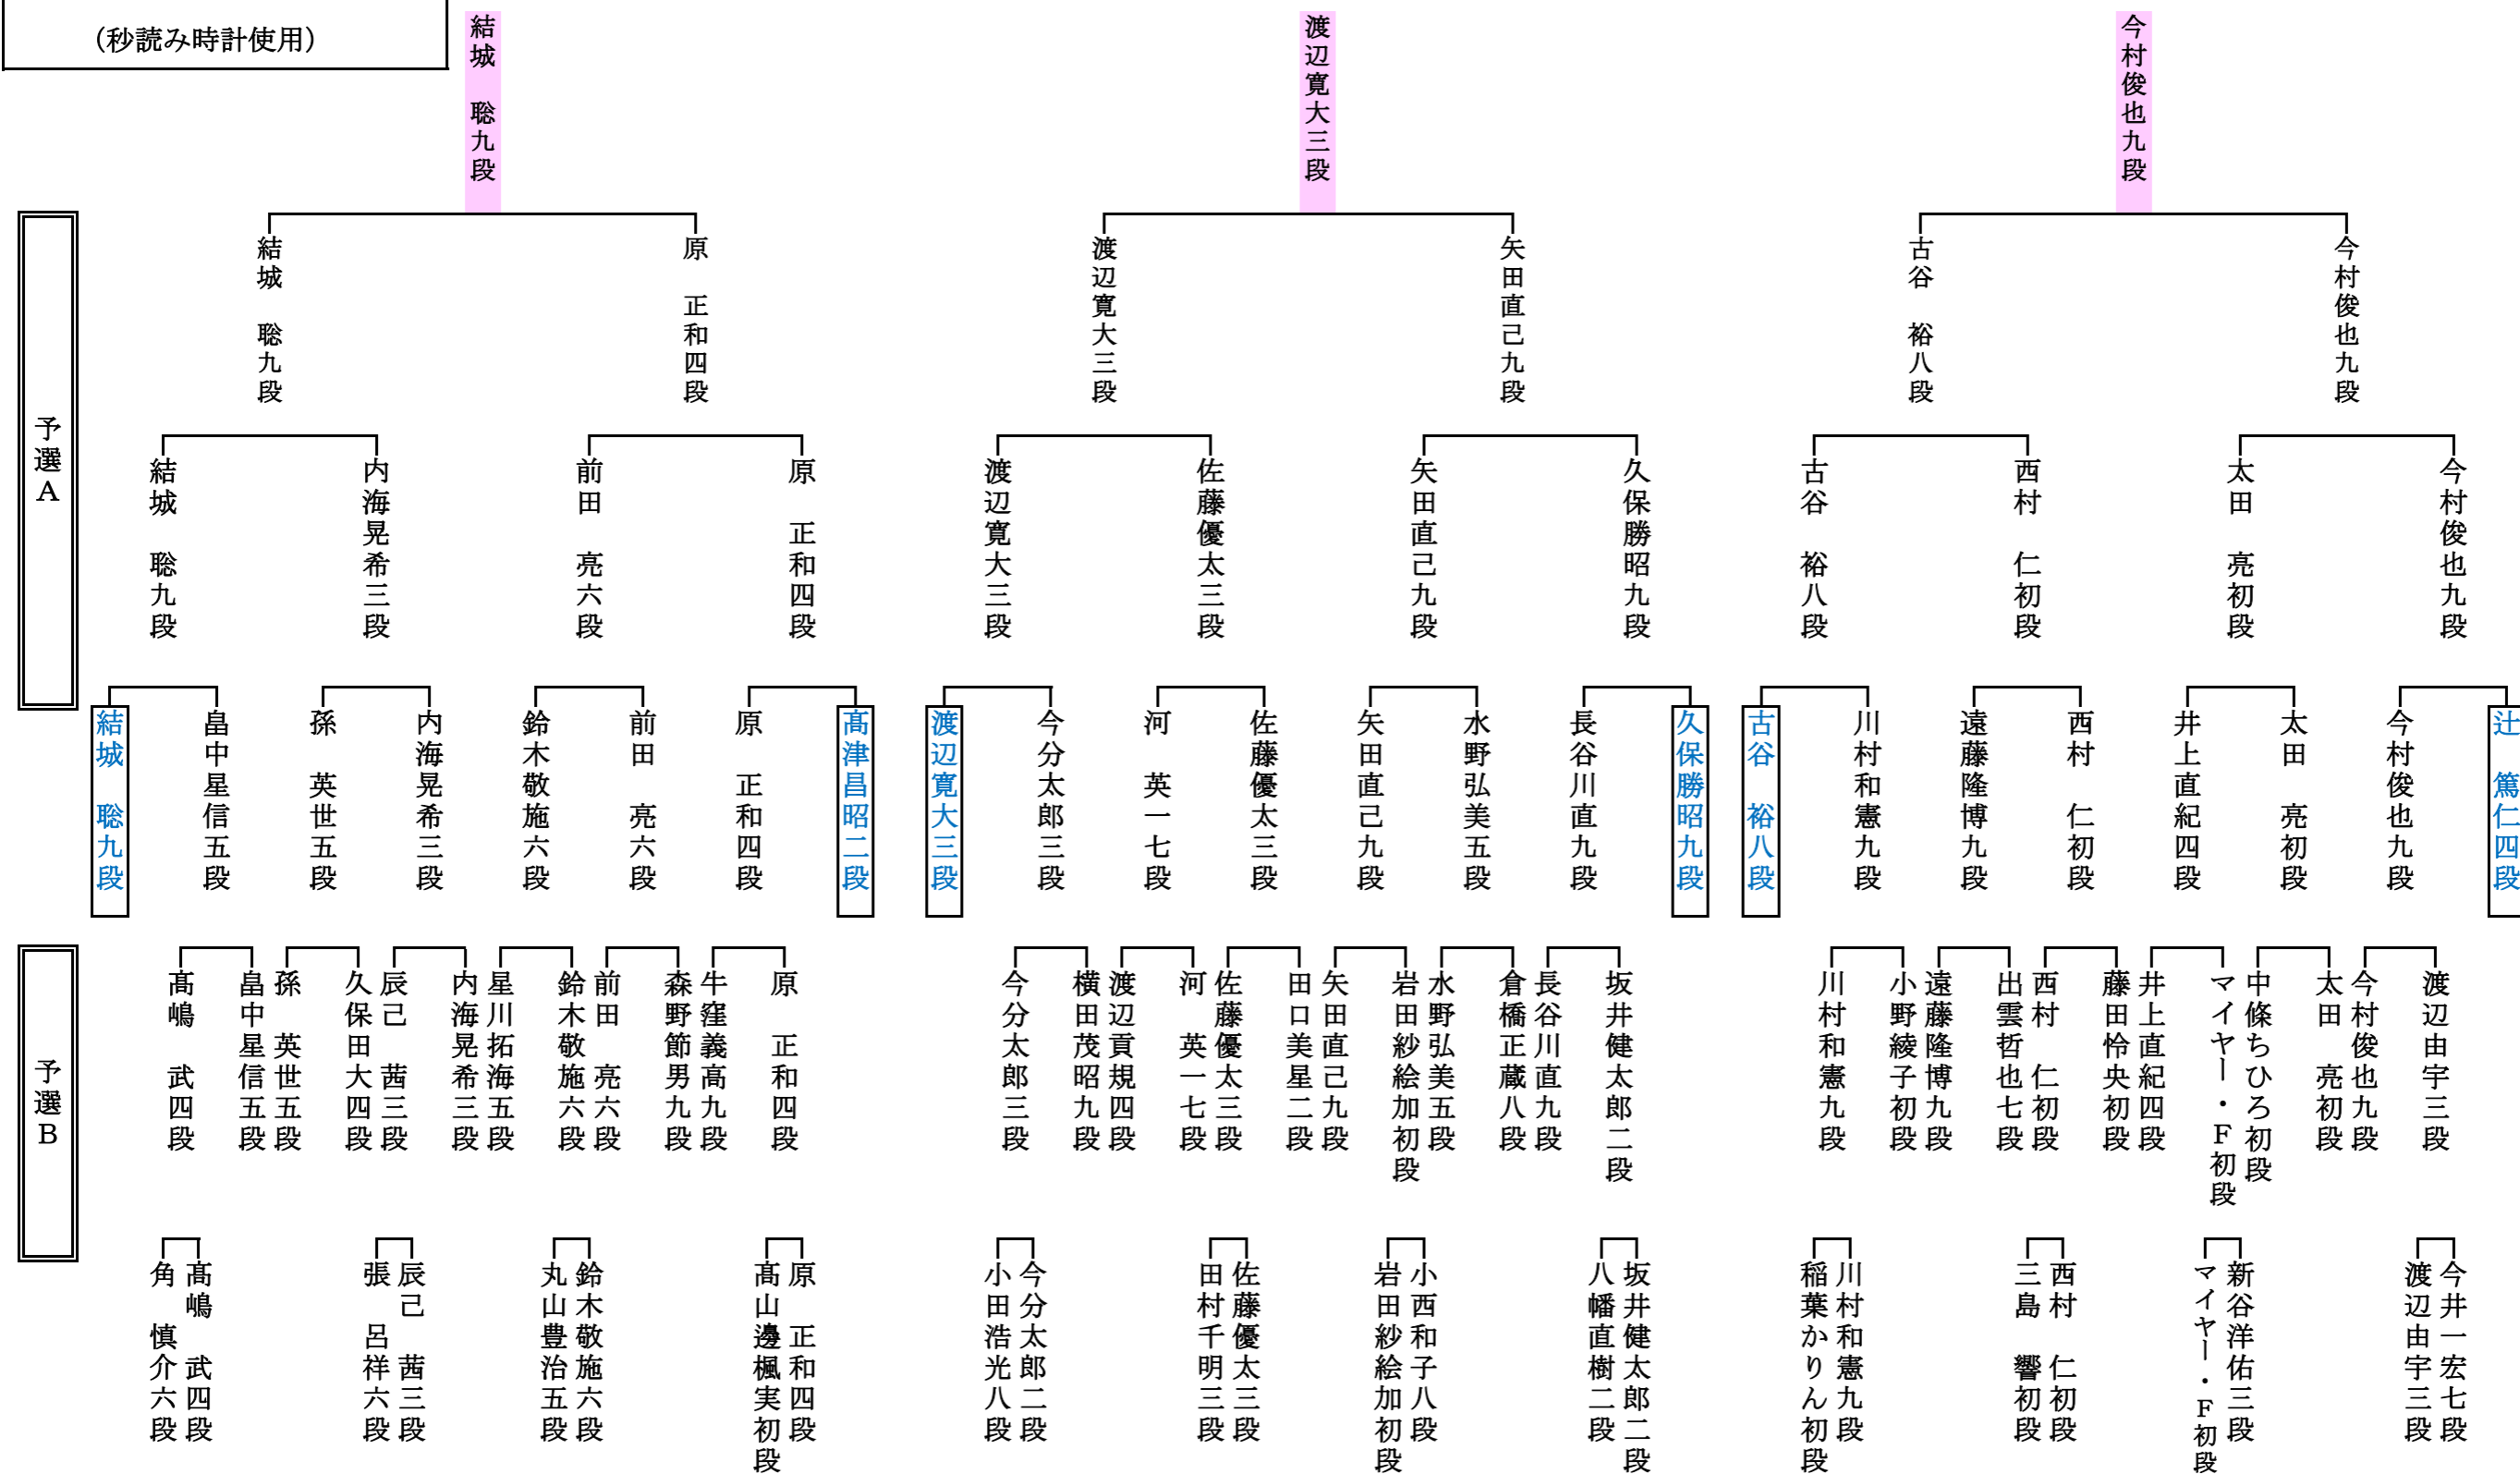 (秒読み時計使用)
結城 聡九段
渡辺寛大三段
今村俊也九段
予選A
結城 聡九段
原 正和四段
渡辺寛大三段
矢田直己九段
古谷 裕八段
今村俊也九段
結城 聡九段
内海晃希三段
前田 亮六段
原 正和四段
渡辺寛大三段
佐藤優太三段
矢田直己九段
久保勝昭九段
古谷 裕八段
西村 仁初段
太田 亮初段
今村俊也九段
結城 聡九段
畠中星信五段
孫 英世五段
内海晃希三段
鈴木敬施六段
前田 亮六段
原 正和四段
髙津昌昭二段
渡辺寛大三段
今分太郎三段
河 英一七段
佐藤優太三段
矢田直己九段
水野弘美五段
長谷川直九段
久保勝昭九段
古谷 裕八段
川村和憲九段
遠藤隆博九段
西村 仁初段
井上直紀四段
太田 亮初段
今村俊也九段
辻 篤仁四段
予選B
髙嶋 武四段
畠中星信五段
孫 英世五段
久保田大四段
辰己 茜三段
内海晃希三段
星川拓海五段
鈴木敬施六段
前田 亮六段
森野節男九段
牛窪義高九段
原 正和四段
今分太郎三段
横田茂昭九段
渡辺貢規四段
河 英一七段
佐藤優太三段
田口美星二段
矢田直己九段
岩田紗絵加初段
水野弘美五段
倉橋正蔵八段
長谷川直九段
坂井健太郎二段
川村和憲九段
小野綾子初段
遠藤隆博九段
出雲哲也七段
西村 仁初段
藤田怜央初段
井上直紀四段
マイヤー・F初段
中條ちひろ初段
太田 亮初段
今村俊也九段
渡辺由宇三段
角 慎介六段
髙嶋 武四段
張 呂祥六段
辰己 茜三段
丸山豊治五段
鈴木敬施六段
髙山邊楓実初段
原 正和四段
小田浩光八段
今分太郎二段
田村千明三段
佐藤優太三段
岩田紗絵加初段
小西和子八段
八幡直樹二段
坂井健太郎二段
稲葉かりん初段
川村和憲九段
三島 響初段
西村 仁初段
マイヤー・F初段
新谷洋佑三段
渡辺由宇三段
今井一宏七段